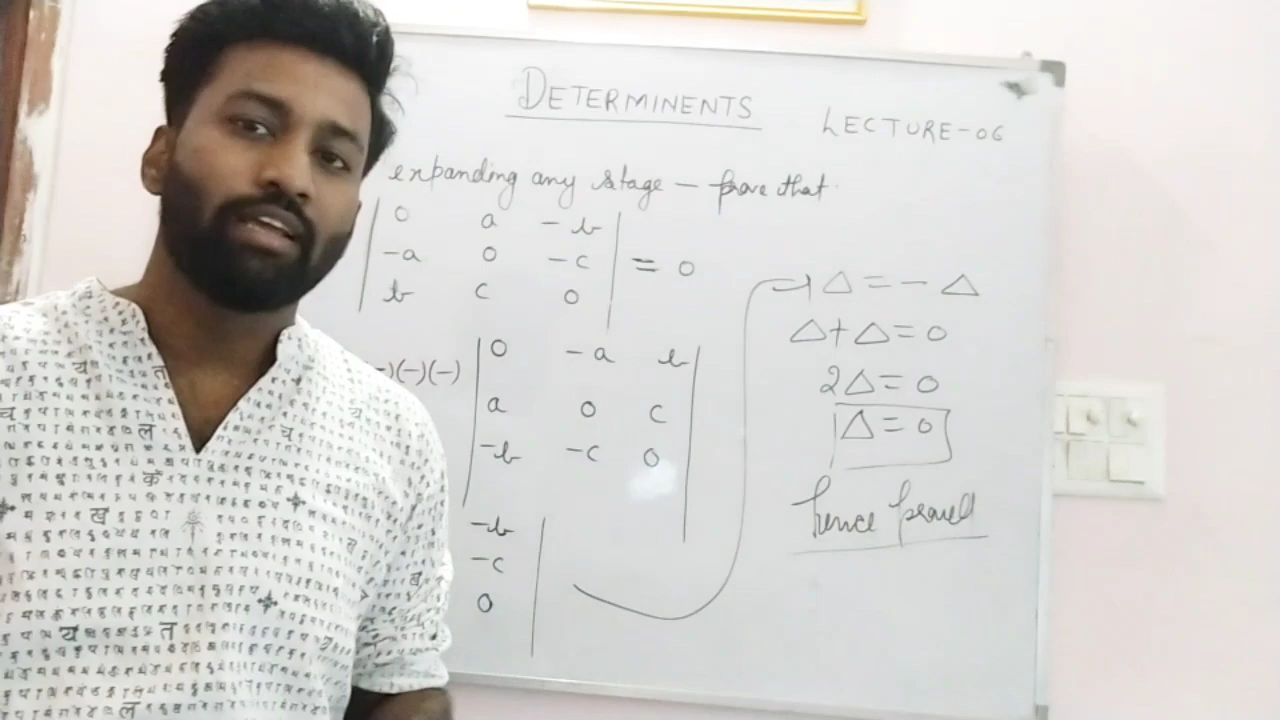 DETERMINENTS
LECTURE-06
expanding any stage — prove that
0 a -b
-a 0 -c = 0
b c 0
(-)(-)(-)
0 -a b
a 0 c
-b -c 0
-b
-c
0
Δ = - Δ
Δ + Δ = 0
2Δ = 0
Δ = 0
hence proved